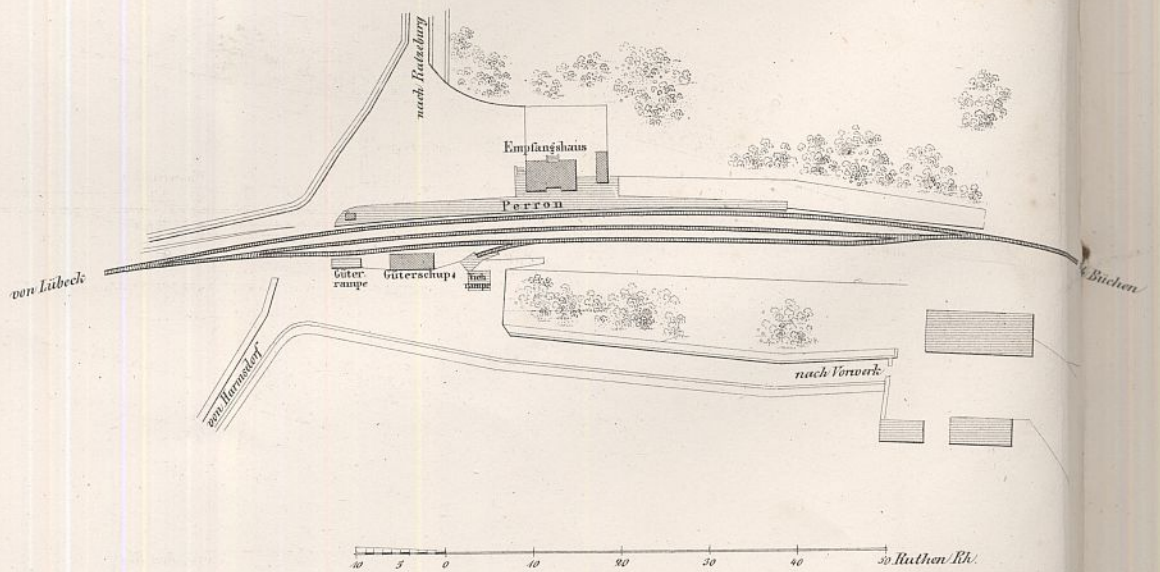 nach Ratzeburg
Empfangshaus
Perron
von Lübeck
Güter-
rampe
Güterschup:
Vieh
rampe
Büchen
von Harmsdorf
nach Vorwerk
10 5 0 10 20 30 40 50 Ruthen Rh.